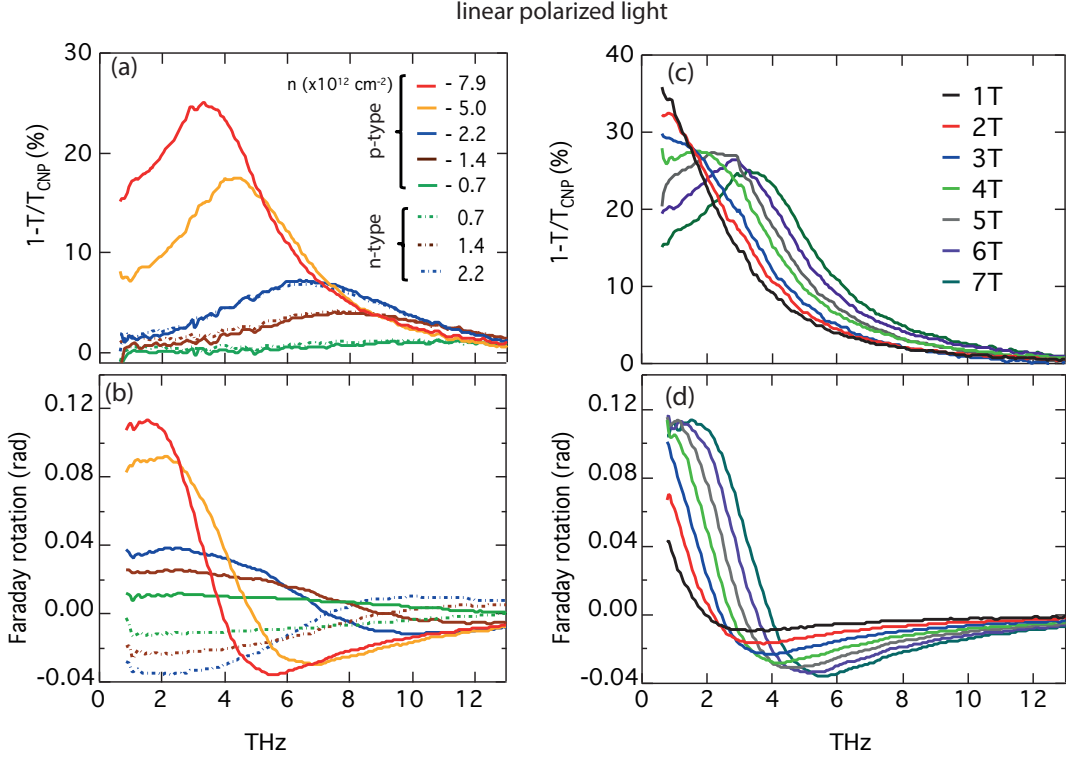 linear polarized light
(a)
n (x10¹² cm⁻²)
p-type
- 7.9
- 5.0
- 2.2
- 1.4
- 0.7
n-type
0.7
1.4
2.2
1-T/T_CNP (%)
30
20
10
0
(c)
1T
2T
3T
4T
5T
6T
7T
1-T/T_CNP (%)
40
30
20
10
0
(b)
Faraday rotation (rad)
0.12
0.08
0.04
0.00
-0.04
0 2 4 6 8 10 12
THz
(d)
Faraday rotation (rad)
0.12
0.08
0.04
0.00
-0.04
0 2 4 6 8 10 12
THz